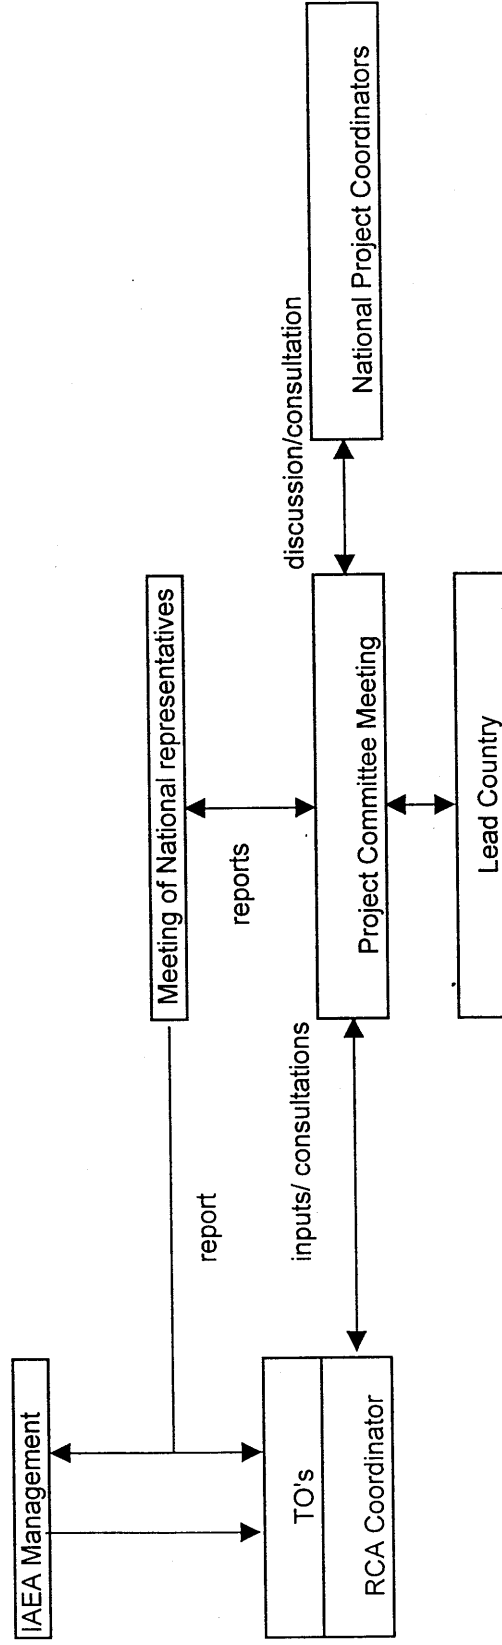 IAEA Management
Meeting of National representatives
report
reports
discussion/consultation
inputs/ consultations
TO's
RCA Coordinator
Project Committee Meeting
National Project Coordinators
Lead Country